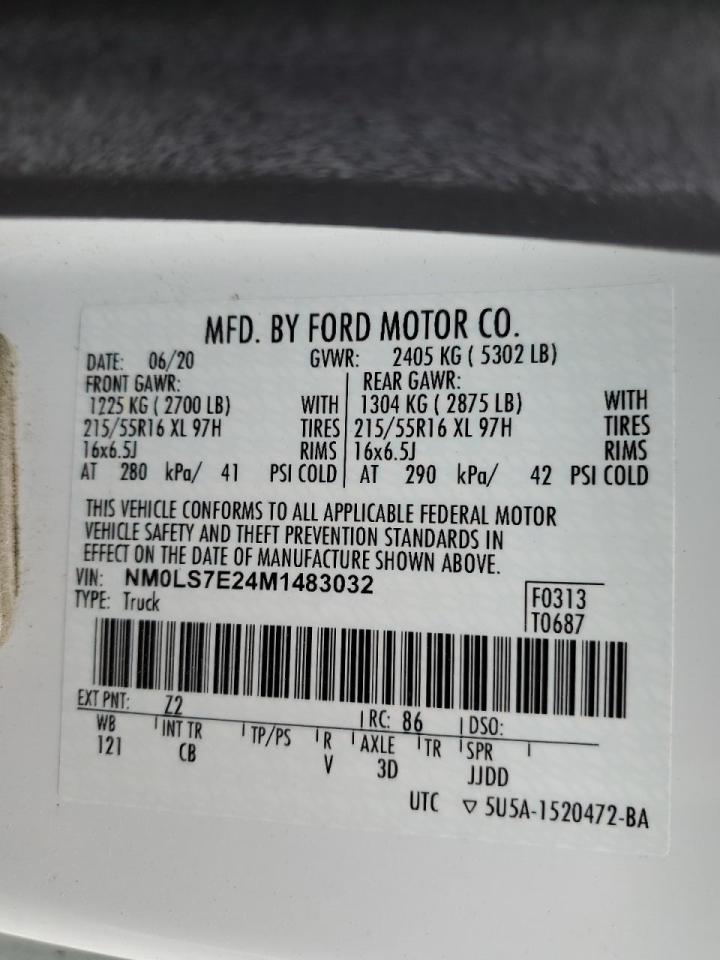 MFD. BY FORD MOTOR CO.
DATE: 06/20 GVWR: 2405 KG ( 5302 LB)
FRONT GAWR: REAR GAWR:
1225 KG ( 2700 LB) WITH 1304 KG ( 2875 LB) WITH
215/55R16 XL 97H TIRES 215/55R16 XL 97H TIRES
16x6.5J RIMS 16x6.5J RIMS
AT 280 kPa/ 41 PSI COLD AT 290 kPa/ 42 PSI COLD
THIS VEHICLE CONFORMS TO ALL APPLICABLE FEDERAL MOTOR
VEHICLE SAFETY AND THEFT PREVENTION STANDARDS IN
EFFECT ON THE DATE OF MANUFACTURE SHOWN ABOVE.
VIN: NM0LS7E24M1483032
TYPE: Truck
F0313
T0687
EXT PNT: Z2 RC: 86 DSO:
WB INT TR TP/PS R AXLE TR SPR
121 CB V 3D JJDD
UTC ▽ 5U5A-1520472-BA